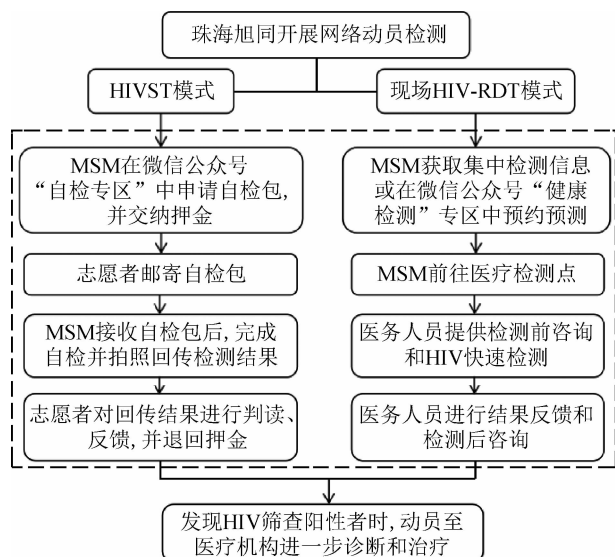 珠海旭同开展网络动员检测
HIVST模式
现场HIV-RDT模式
MSM在微信公众号
“自检专区”中申请自检包,
并交纳押金
MSM获取集中检测信息
或在微信公众号“健康
检测”专区中预约预测
志愿者邮寄自检包
MSM前往医疗检测点
MSM接收自检包后,完成
自检并拍照回传检测结果
医务人员提供检测前咨询
和HIV快速检测
志愿者对回传结果进行判读、
反馈,并退回押金
医务人员进行结果反馈和
检测后咨询
发现HIV筛查阳性者时,动员至
医疗机构进一步诊断和治疗